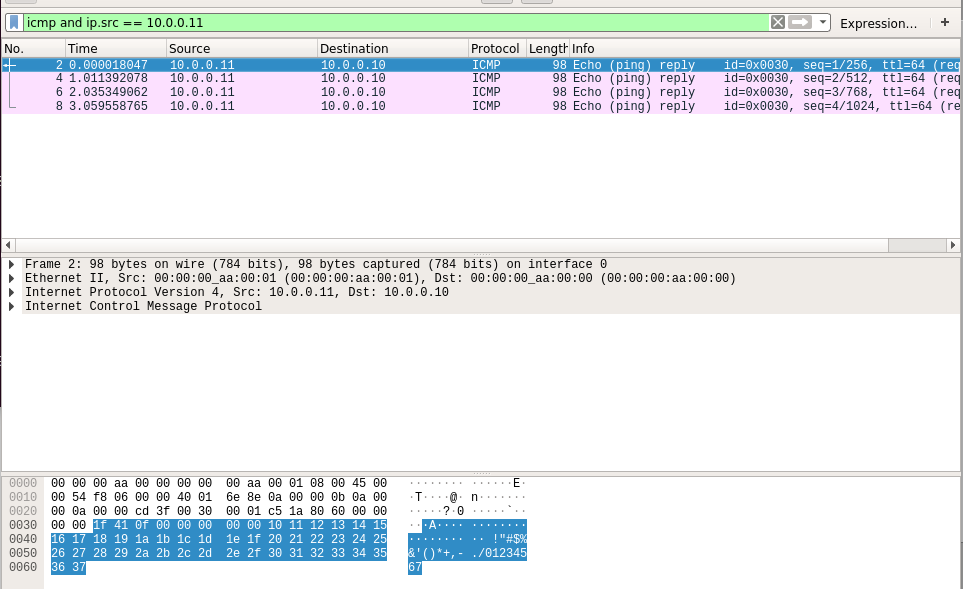 icmp and ip.src == 10.0.0.11 Expression… +
No. Time Source Destination Protocol Length Info
2 0.000018047 10.0.0.11 10.0.0.10 ICMP 98 Echo (ping) reply id=0x0030, seq=1/256, ttl=64 (req
4 1.011392078 10.0.0.11 10.0.0.10 ICMP 98 Echo (ping) reply id=0x0030, seq=2/512, ttl=64 (req
6 2.035349062 10.0.0.11 10.0.0.10 ICMP 98 Echo (ping) reply id=0x0030, seq=3/768, ttl=64 (req
8 3.059558765 10.0.0.11 10.0.0.10 ICMP 98 Echo (ping) reply id=0x0030, seq=4/1024, ttl=64 (re
Frame 2: 98 bytes on wire (784 bits), 98 bytes captured (784 bits) on interface 0
Ethernet II, Src: 00:00:00_aa:00:01 (00:00:00:aa:00:01), Dst: 00:00:00_aa:00:00 (00:00:00:aa:00:00)
Internet Protocol Version 4, Src: 10.0.0.11, Dst: 10.0.0.10
Internet Control Message Protocol
0000 00 00 00 aa 00 00 00 00 00 aa 00 01 08 00 45 00 ········ ······E·
0010 00 54 f8 06 00 00 40 01 6e 8e 0a 00 00 0b 0a 00 ·T····@· n·······
0020 00 0a 00 00 cd 3f 00 30 00 01 c5 1a 80 60 00 00 ·····?·0 ·····`··
0030 00 00 1f 41 0f 00 00 00 00 00 10 11 12 13 14 15 ···A···· ········
0040 16 17 18 19 1a 1b 1c 1d 1e 1f 20 21 22 23 24 25 ········ ·· !"#$%
0050 26 27 28 29 2a 2b 2c 2d 2e 2f 30 31 32 33 34 35 &'()*+,- ./012345
0060 36 37 67